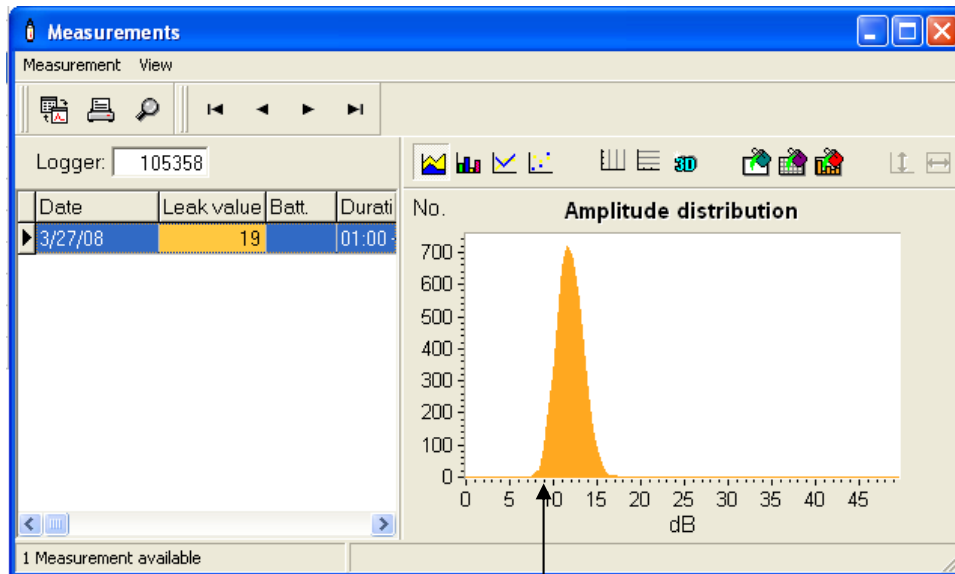 Measurements
Measurement View
Logger: 105358
3D
Date Leak value Batt. Durati
3/27/08 19 01:00 -
No. Amplitude distribution
700
600
500
400
300
200
100
0
0 5 10 15 20 25 30 35 40 45
dB
1 Measurement available